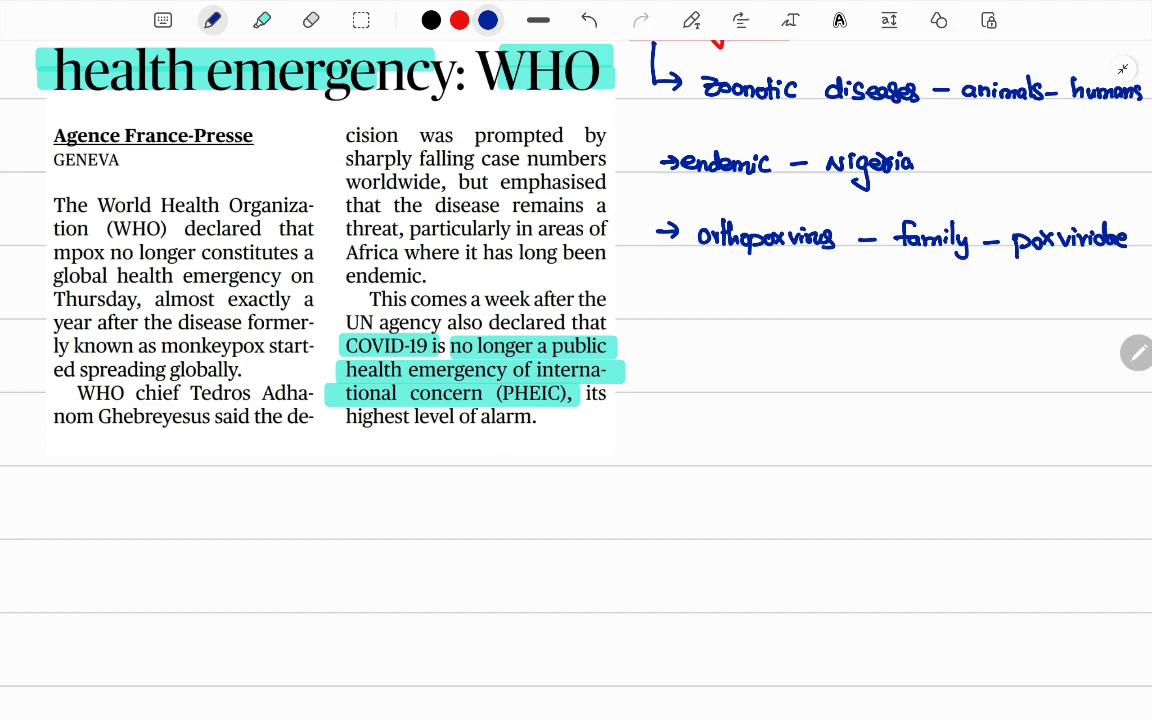 health emergency: WHO
Agence France-Presse
GENEVA
The World Health Organiza-
tion (WHO) declared that
mpox no longer constitutes a
global health emergency on
Thursday, almost exactly a
year after the disease former-
ly known as monkeypox start-
ed spreading globally.
WHO chief Tedros Adha-
nom Ghebreyesus said the de-
cision was prompted by
sharply falling case numbers
worldwide, but emphasised
that the disease remains a
threat, particularly in areas of
Africa where it has long been
endemic.
This comes a week after the
UN agency also declared that
COVID-19 is no longer a public
health emergency of interna-
tional concern (PHEIC), its
highest level of alarm.
↳ zoonotic diseases – animals – humans
→ endemic – Nigeria
→ orthopoxvirus – family – poxviridae